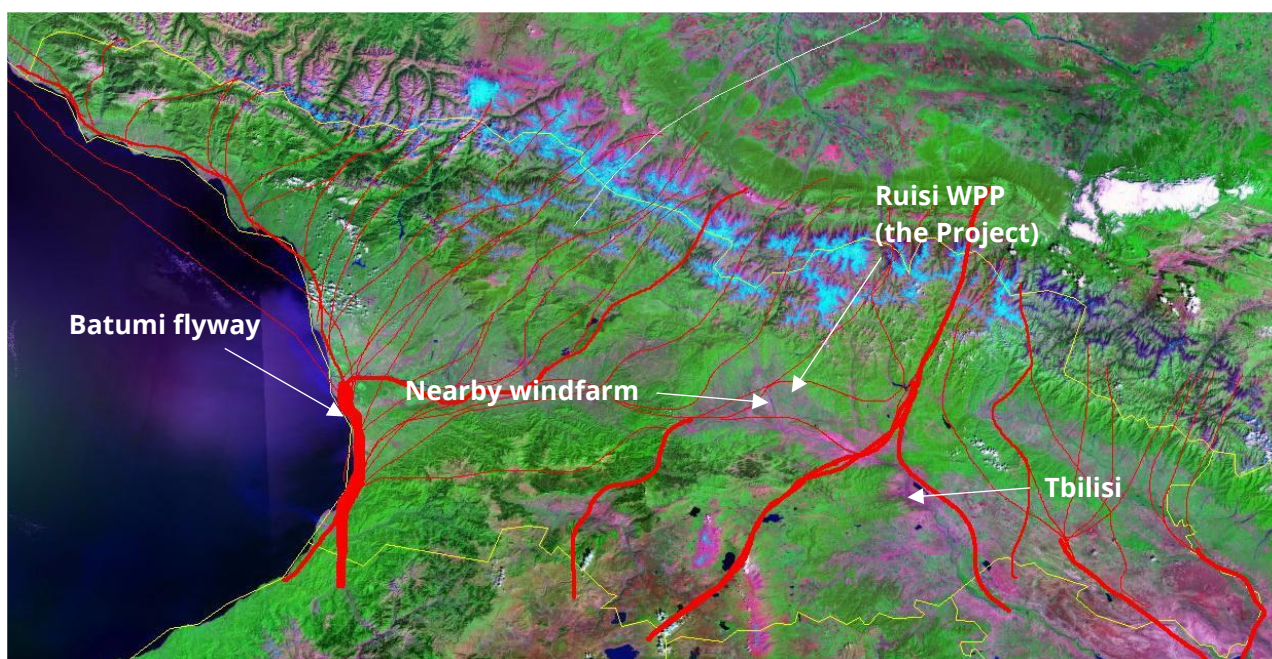 Ruisi WPP
(the Project)
Batumi flyway
Nearby windfarm
Tbilisi